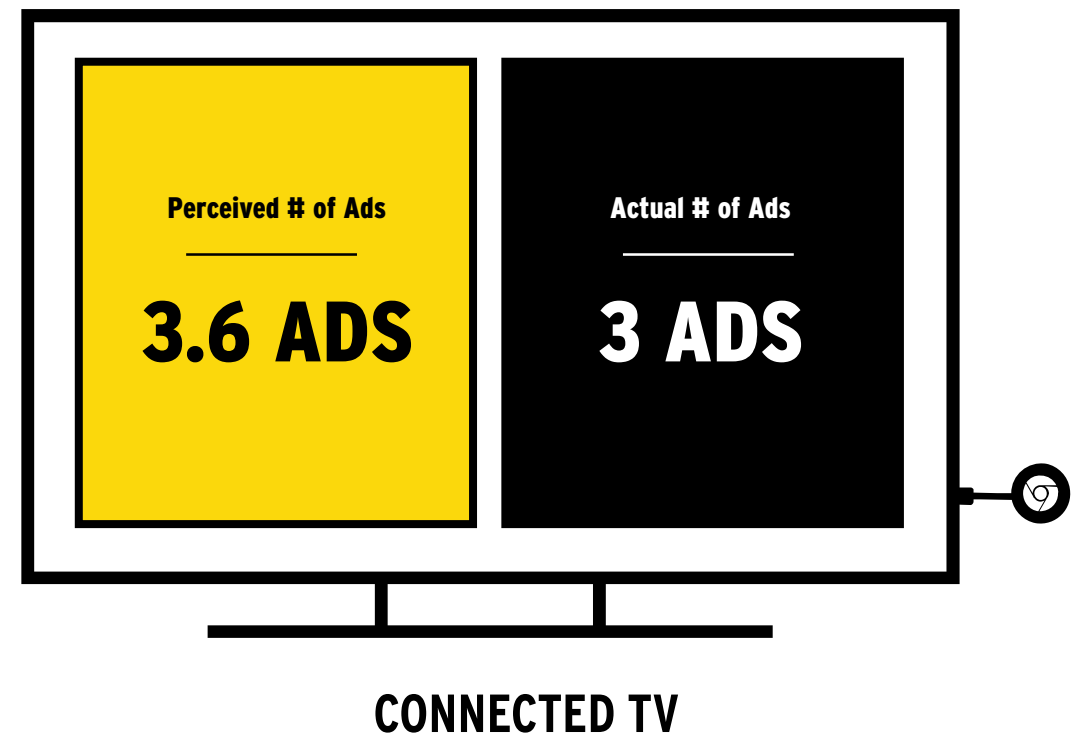 Perceived # of Ads
3.6 ADS
Actual # of Ads
3 ADS
CONNECTED TV